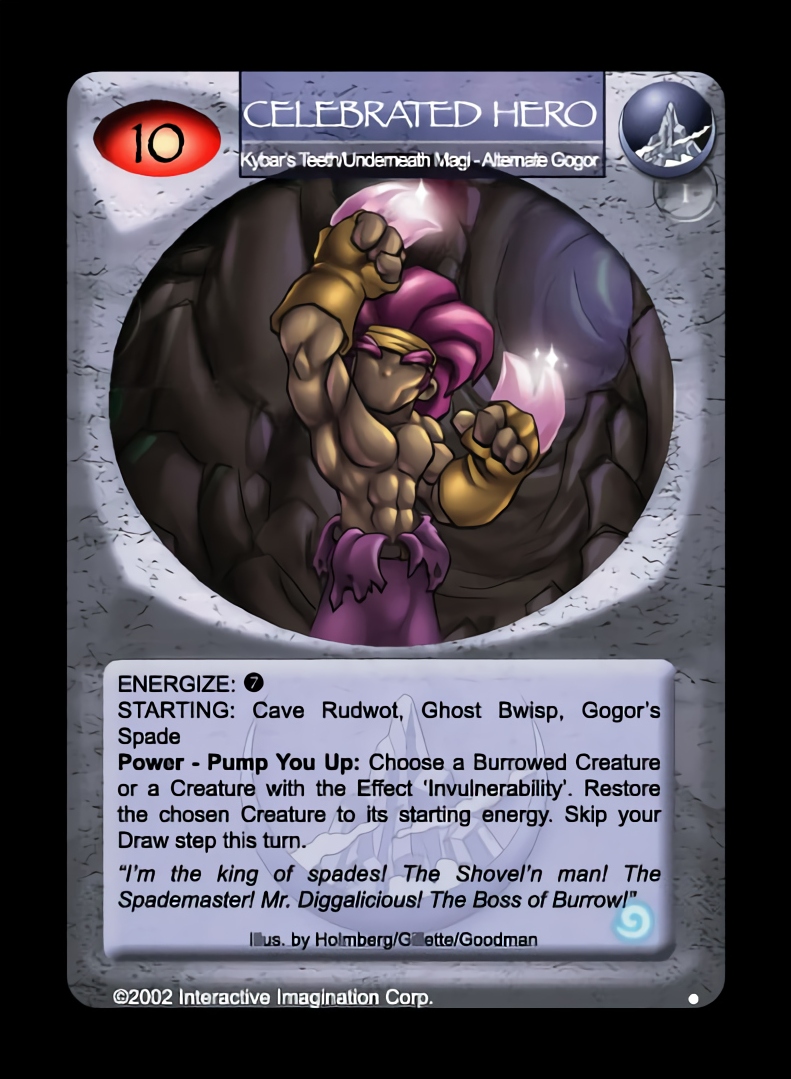 10
CELEBRATED HERO
Kybar's Teeth/Underneath Magi - Alternate Gogor
1
ENERGIZE: 7
STARTING: Cave Rudwot, Ghost Bwisp, Gogor's
Spade
Power - Pump You Up: Choose a Burrowed Creature
or a Creature with the Effect ‘Invulnerability’. Restore
the chosen Creature to its starting energy. Skip your
Draw step this turn.
“I'm the king of spades! The Shovel'n man! The
Spademaster! Mr. Diggalicious! The Boss of Burrow!”
Illus. by Holmberg/Gillette/Goodman
©2002 Interactive Imagination Corp.